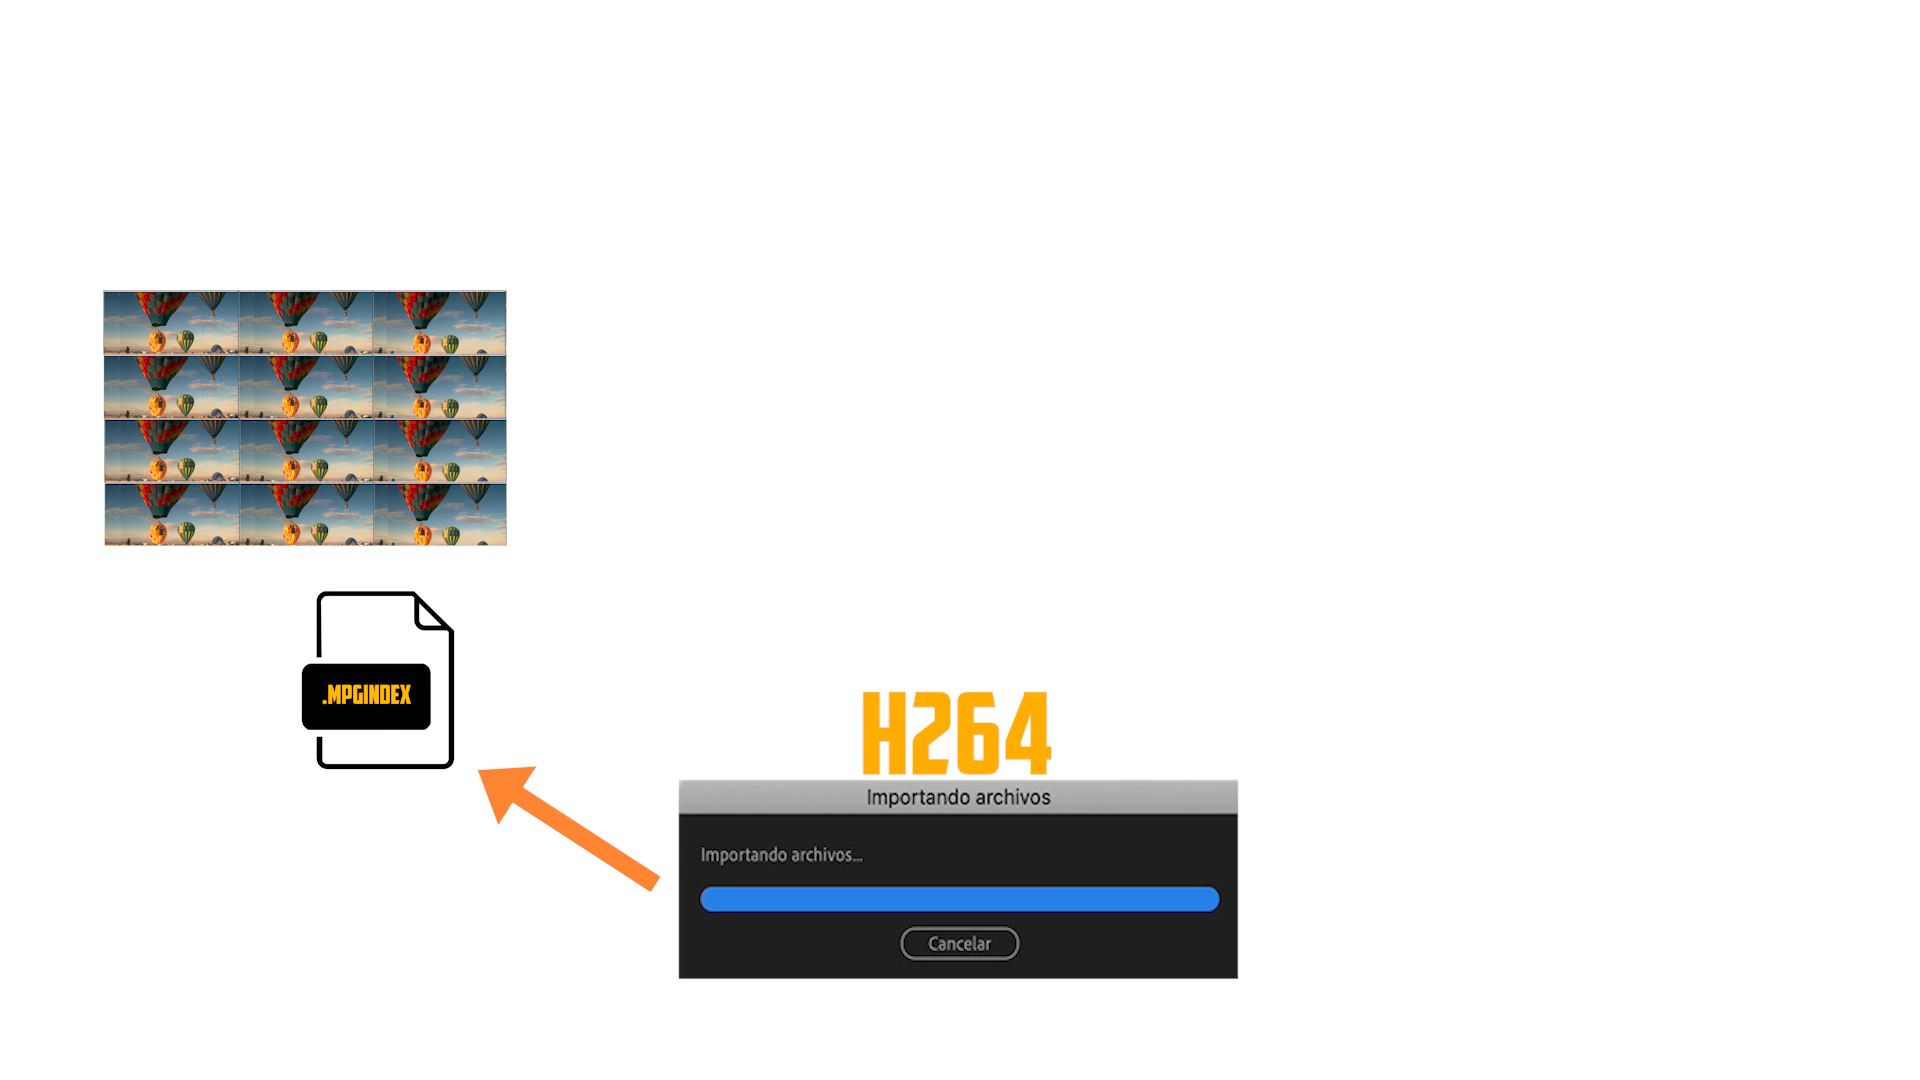 .MPGINDEX
H264
Importando archivos
Importando archivos...
Cancelar